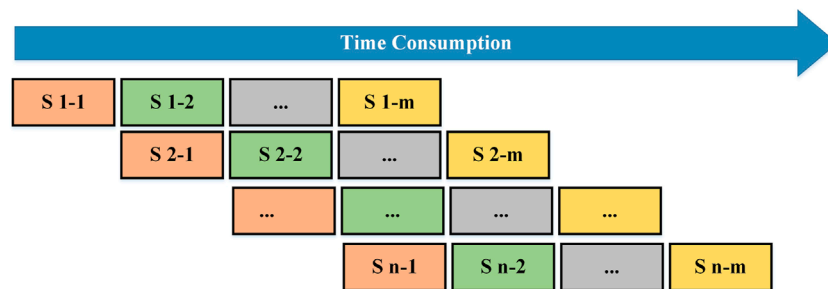 Time Consumption
S 1-1 S 1-2 ... S 1-m
S 2-1 S 2-2 ... S 2-m
... ... ... ...
S n-1 S n-2 ... S n-m